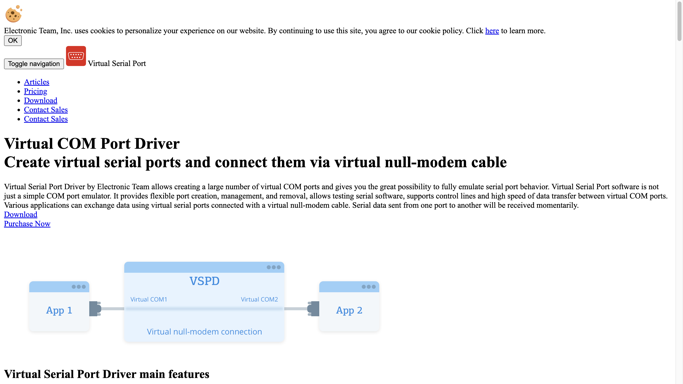 Electronic Team, Inc. uses cookies to personalize your experience on our website. By continuing to use this site, you agree to our cookie policy. Click here to learn more.
OK
Toggle navigation Virtual Serial Port
Articles
Pricing
Download
Contact Sales
Contact Sales
Virtual COM Port Driver
Create virtual serial ports and connect them via virtual null-modem cable
Virtual Serial Port Driver by Electronic Team allows creating a large number of virtual COM ports and gives you the great possibility to fully emulate serial port behavior. Virtual Serial Port software is not
just a simple COM port emulator. It provides flexible port creation, management, and removal, allows testing serial software, supports control lines and high speed of data transfer between virtual COM ports.
Various applications can exchange data using virtual serial ports connected with a virtual null-modem cable. Serial data sent from one port to another will be received momentarily.
Download
Purchase Now
VSPD
Virtual COM1 Virtual COM2
App 1 App 2
Virtual null-modem connection
Virtual Serial Port Driver main features